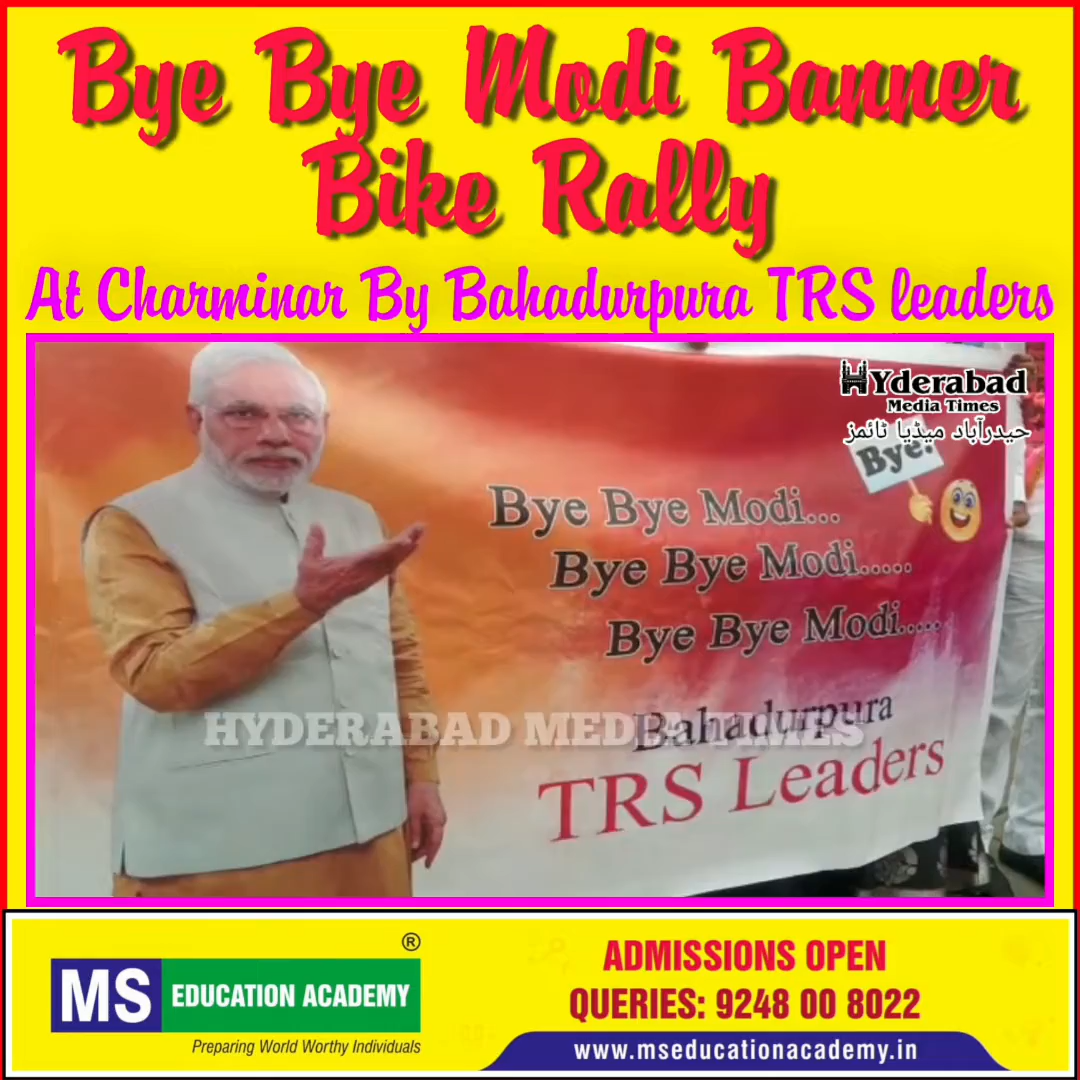 Bye Bye Modi Banner
Bike Rally
At Charminar By Bahadurpura TRS leaders
HYderabad
Media Times
حیدرآباد میڈیا ٹائمز
Bye!
Bye Bye Modi...
Bye Bye Modi.....
Bye Bye Modi.....
HYDERABAD MEDIA TIMES
Bahadurpura
TRS Leaders
®
MS EDUCATION ACADEMY
Preparing World Worthy Individuals
ADMISSIONS OPEN
QUERIES: 9248 00 8022
www.mseducationacademy.in